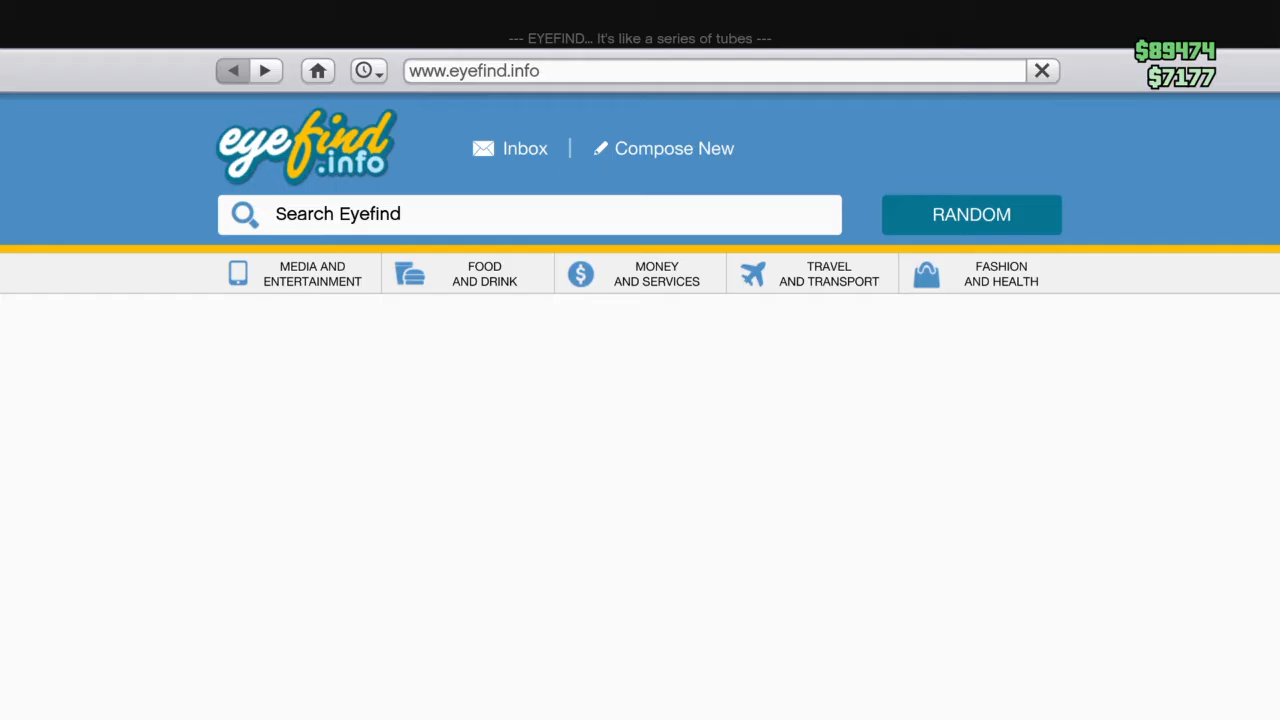 --- EYEFIND... It's like a series of tubes ---
$89474
www.eyefind.info
$7177
eyefind
.info
Inbox
Compose New
Search Eyefind
RANDOM
MEDIA AND
ENTERTAINMENT
FOOD
AND DRINK
MONEY
AND SERVICES
TRAVEL
AND TRANSPORT
FASHION
AND HEALTH